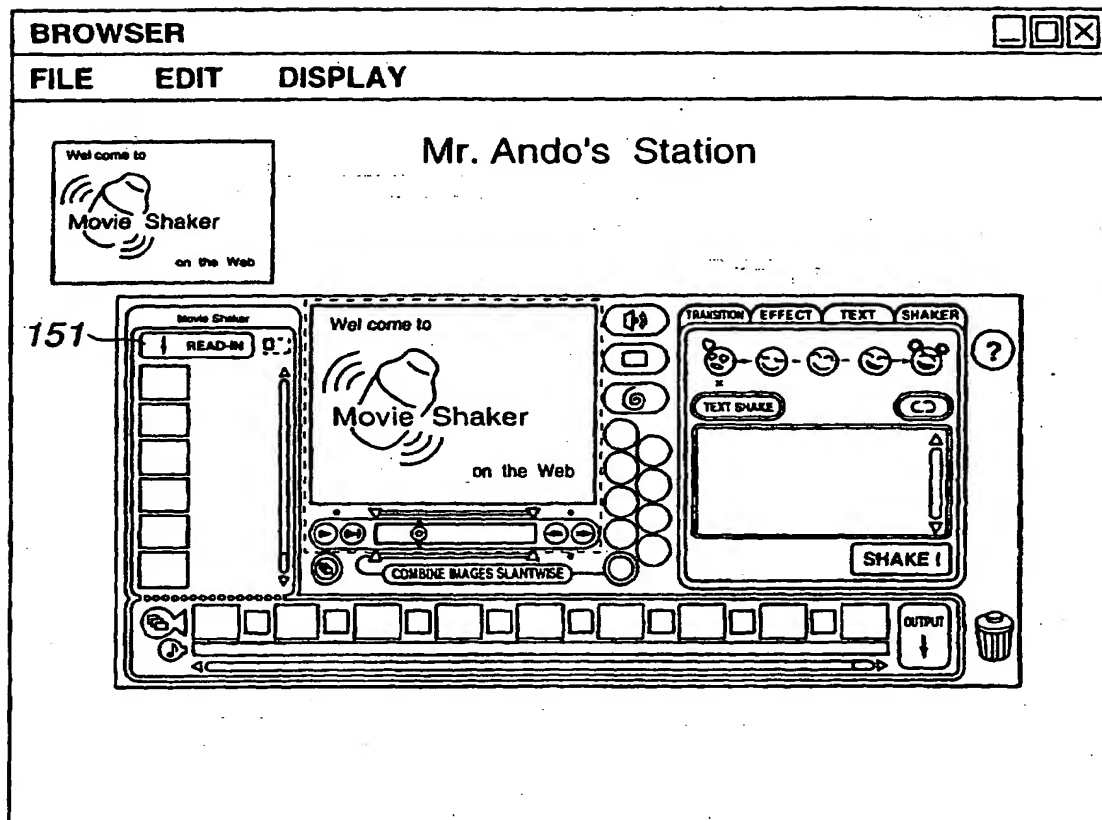 BROWSER
FILE EDIT DISPLAY
Mr. Ando's Station
Wel come to
Movie Shaker
on the Web
Movie Shaker
151
READ-IN
Wel come to
Movie Shaker
on the Web
COMBINE IMAGES SLANTWISE
TRANSITION EFFECT TEXT SHAKER
?
TEXT SHAKE
SHAKE !
OUTPUT